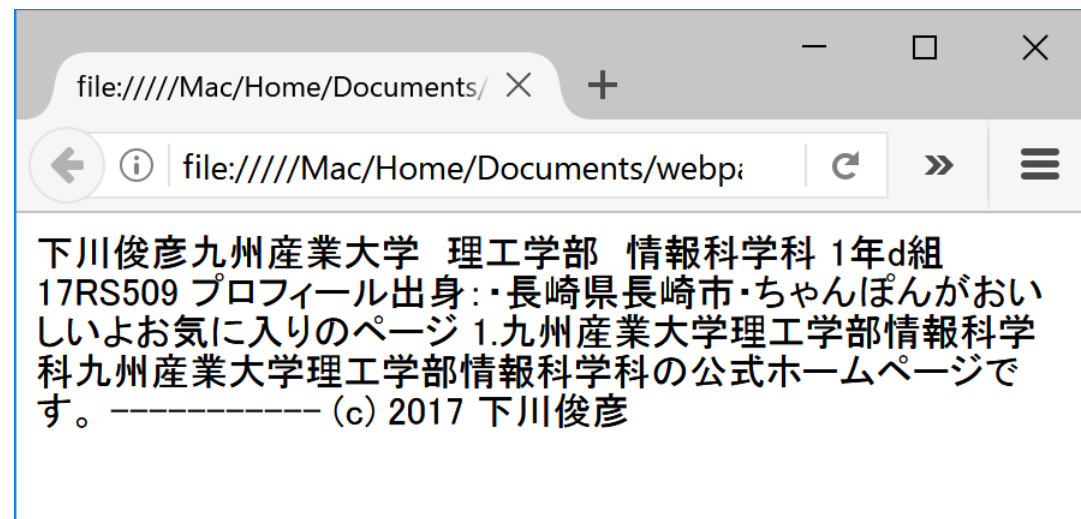 file://///Mac/Home/Documents/
file://///Mac/Home/Documents/webpa
下川俊彦九州産業大学　理工学部　情報科学科 1年d組
17RS509 プロフィール出身：・長崎県長崎市・ちゃんぽんがおい
しいよお気に入りのページ 1.九州産業大学理工学部情報科学
科九州産業大学理工学部情報科学科の公式ホームページで
す。 ----------- (c) 2017 下川俊彦